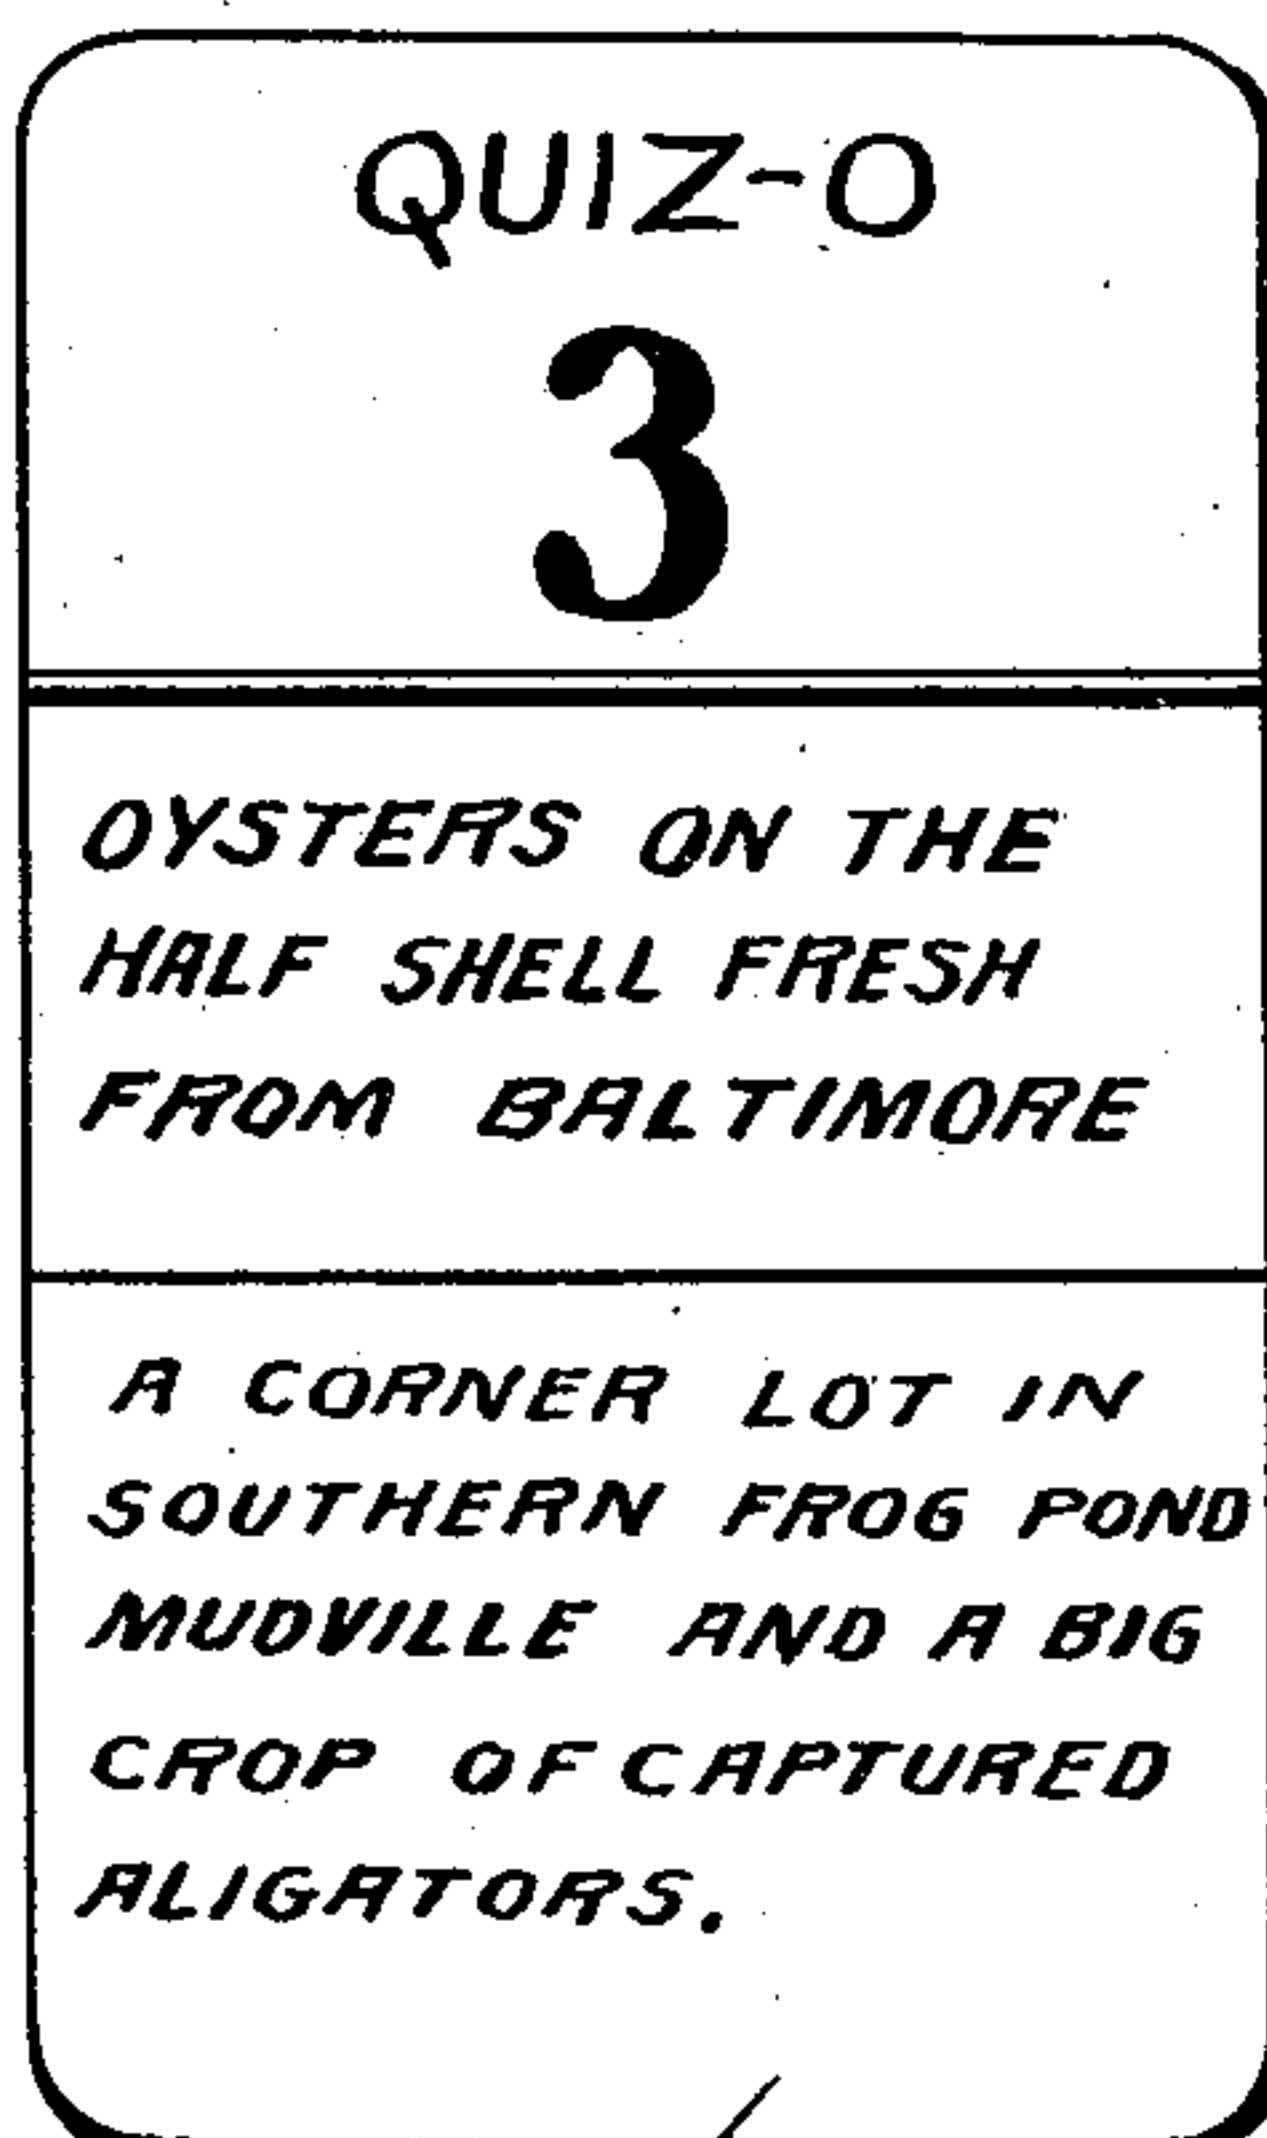 QUIZ-O
3
OYSTERS ON THE
HALF SHELL FRESH
FROM BALTIMORE
A CORNER LOT IN
SOUTHERN FROG POND
MUDVILLE AND A BIG
CROP OF CAPTURED
ALIGATORS.